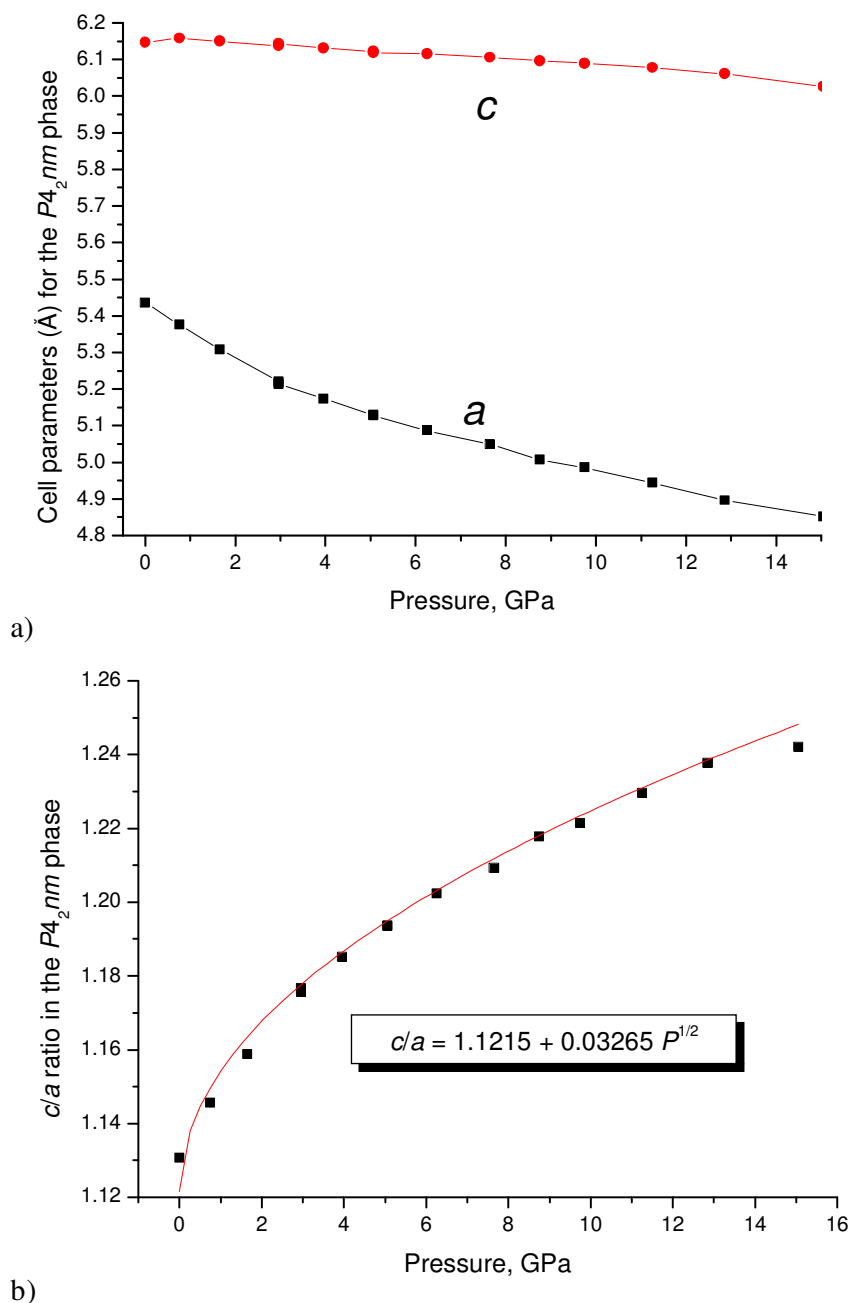 Cell parameters (Å) for the P4₂nm phase
6.2
6.1
6.0
5.9
5.8
5.7
5.6
5.5
5.4
5.3
5.2
5.1
5.0
4.9
4.8
c
a
0 2 4 6 8 10 12 14
Pressure, GPa
a)
c/a ratio in the P4₂nm phase
1.26
1.24
1.22
1.20
1.18
1.16
1.14
1.12
c/a = 1.1215 + 0.03265 P^1/2
0 2 4 6 8 10 12 14 16
Pressure, GPa
b)